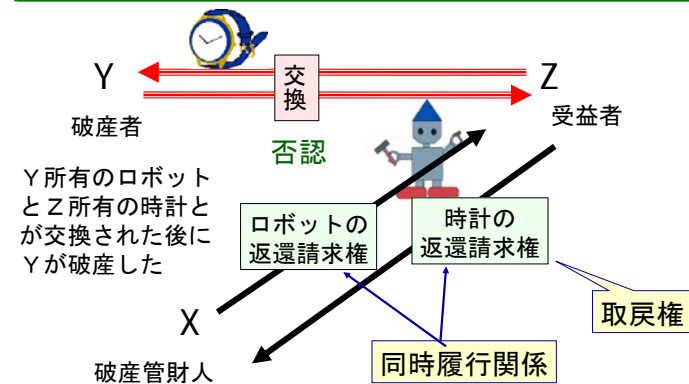 Y
交
換
Z
破産者
受益者
否認
Y所有のロボット
とZ所有の時計と
が交換された後に
Yが破産した
ロボットの
返還請求権
時計の
返還請求権
取戻権
X
同時履行関係
破産管財人